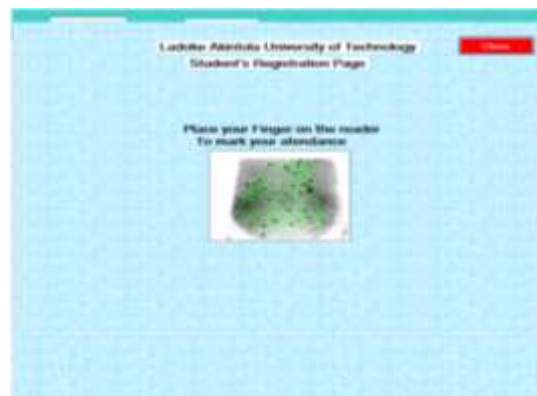 Ladoke Akintola University of Technology
Close
Student's Registration Page
Place your Finger on the reader
To mark your atendance